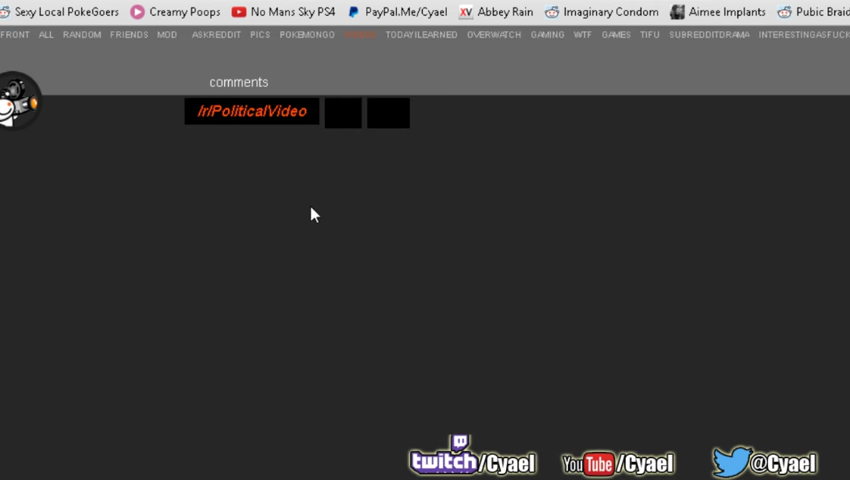 Sexy Local PokeGoers Creamy Poops No Mans Sky PS4 PayPal.Me/Cyael XV Abbey Rain Imaginary Condom Aimee Implants Pubic Braid
FRONT ALL RANDOM FRIENDS MOD ASKREDDIT PICS POKEMONGO TODAYILEARNED OVERWATCH GAMING WTF GAMES TIFU SUBREDDITDRAMA INTERESTINGASFUCK
comments
/r/PoliticalVideo
twitch/Cyael YouTube/Cyael @Cyael